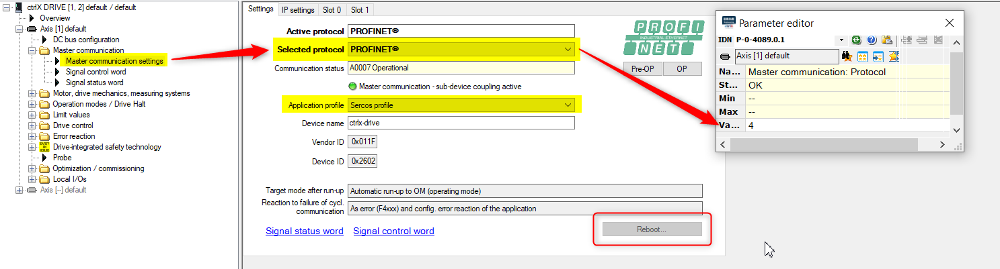 ctrlX DRIVE [1, 2] default / default
Overview
Axis [1] default
DC bus configuration
Master communication
Master communication settings
Signal control word
Signal status word
Motor, drive mechanics, measuring systems
Operation modes / Drive Halt
Limit values
Drive control
Error reaction
Drive-integrated safety technology
Probe
Optimization / commissioning
Local I/Os
Axis [--] default
Settings IP settings Slot 0 Slot 1
Active protocol PROFINET®
Selected protocol PROFINET®
Communication status A0007 Operational
Master communication - sub-device coupling active
Application profile Sercos profile
Device name ctrlx-drive
Vendor ID 0x011F
Device ID 0x2602
Target mode after run-up Automatic run-up to OM (operating mode)
Reaction to failure of cycl. communication As error (F4xxx) and config. error reaction of the application
Signal status word Signal control word
Reboot...
PROFI
INDUSTRIAL ETHERNET
NET
Pre-OP OP
DRIVE
Parameter editor
IDN P-0-4089.0.1
Axis [1] default
Na... Master communication: Protocol
St... OK
Min --
Max --
Va... 4